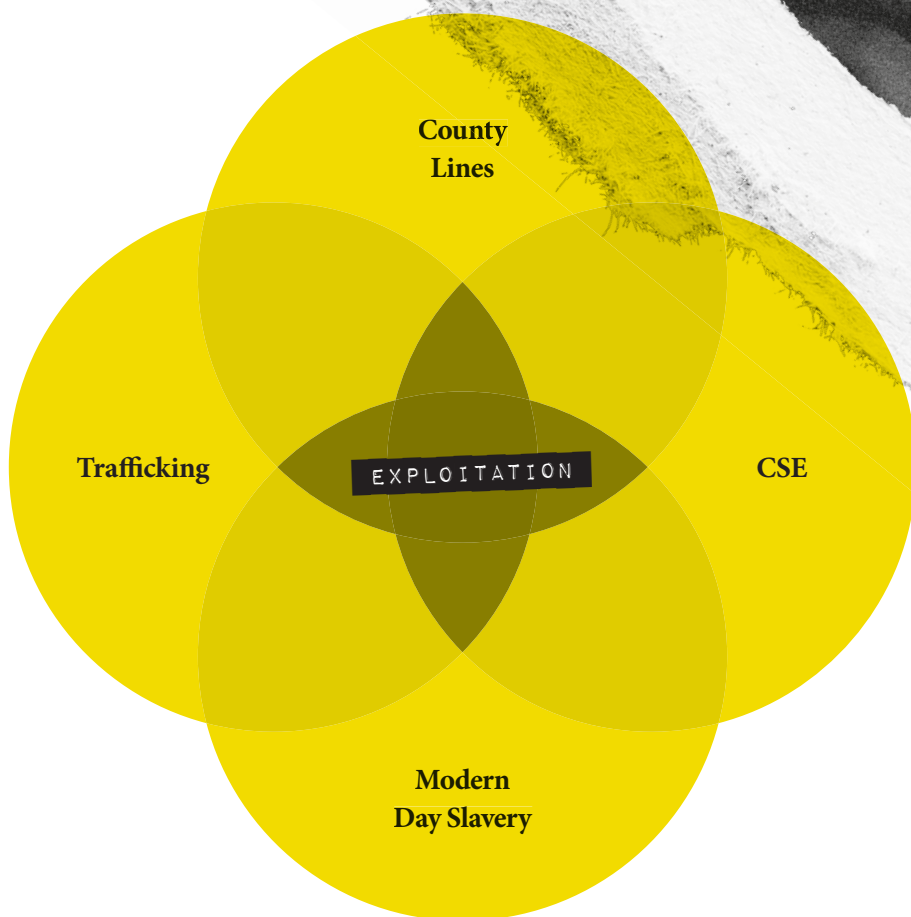 County
Lines
Trafficking
EXPLOITATION
CSE
Modern
Day Slavery